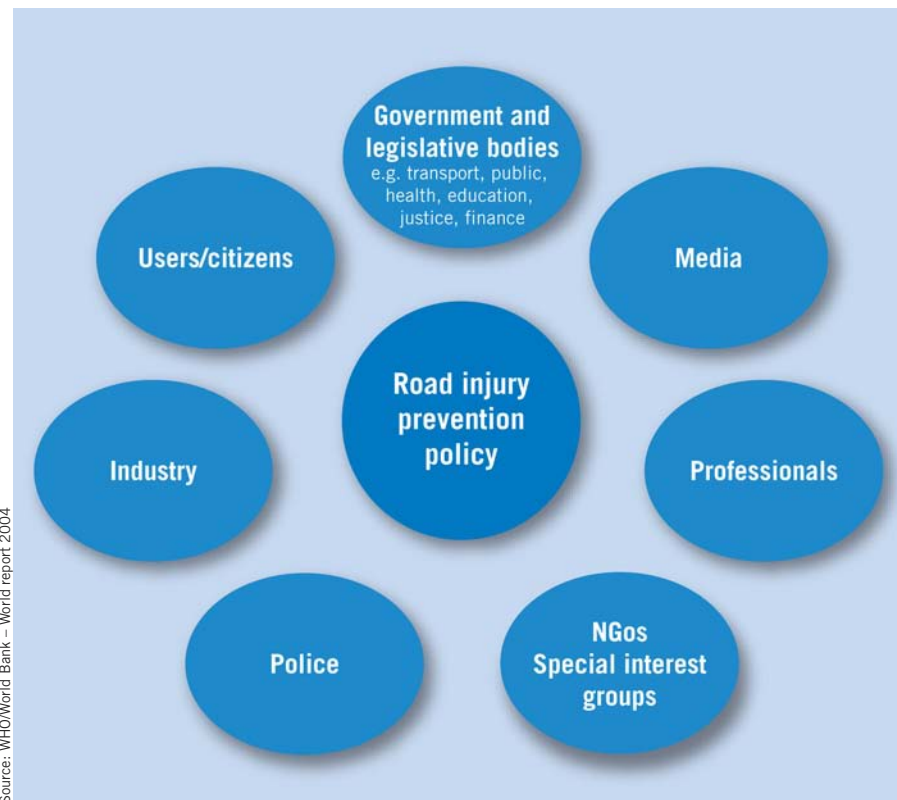 Government and
legislative bodies
e.g. transport, public,
health, education,
justice, finance
Users/citizens
Media
Road injury
prevention
policy
Industry
Professionals
Police
NGos
Special interest
groups
Source: WHO/World Bank – World report 2004